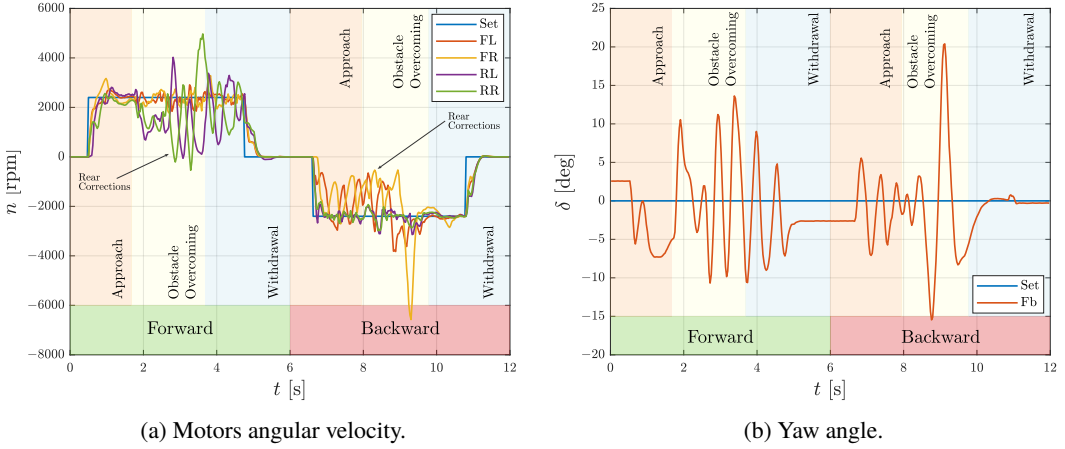 6000
4000
2000
0
−2000
−4000
−6000
−8000
n [rpm]
0
2
4
6
8
10
12
t [s]
Approach
Obstacle
Overcoming
Withdrawal
Approach
Obstacle
Overcoming
Withdrawal
Set
FL
FR
RL
RR
Rear
Corrections
Rear
Corrections
Forward
Backward
(a) Motors angular velocity.
25
20
15
10
5
0
−5
−10
−15
−20
δ [deg]
0
2
4
6
8
10
12
t [s]
Approach
Obstacle
Overcoming
Withdrawal
Approach
Obstacle
Overcoming
Withdrawal
Set
Fb
Forward
Backward
(b) Yaw angle.